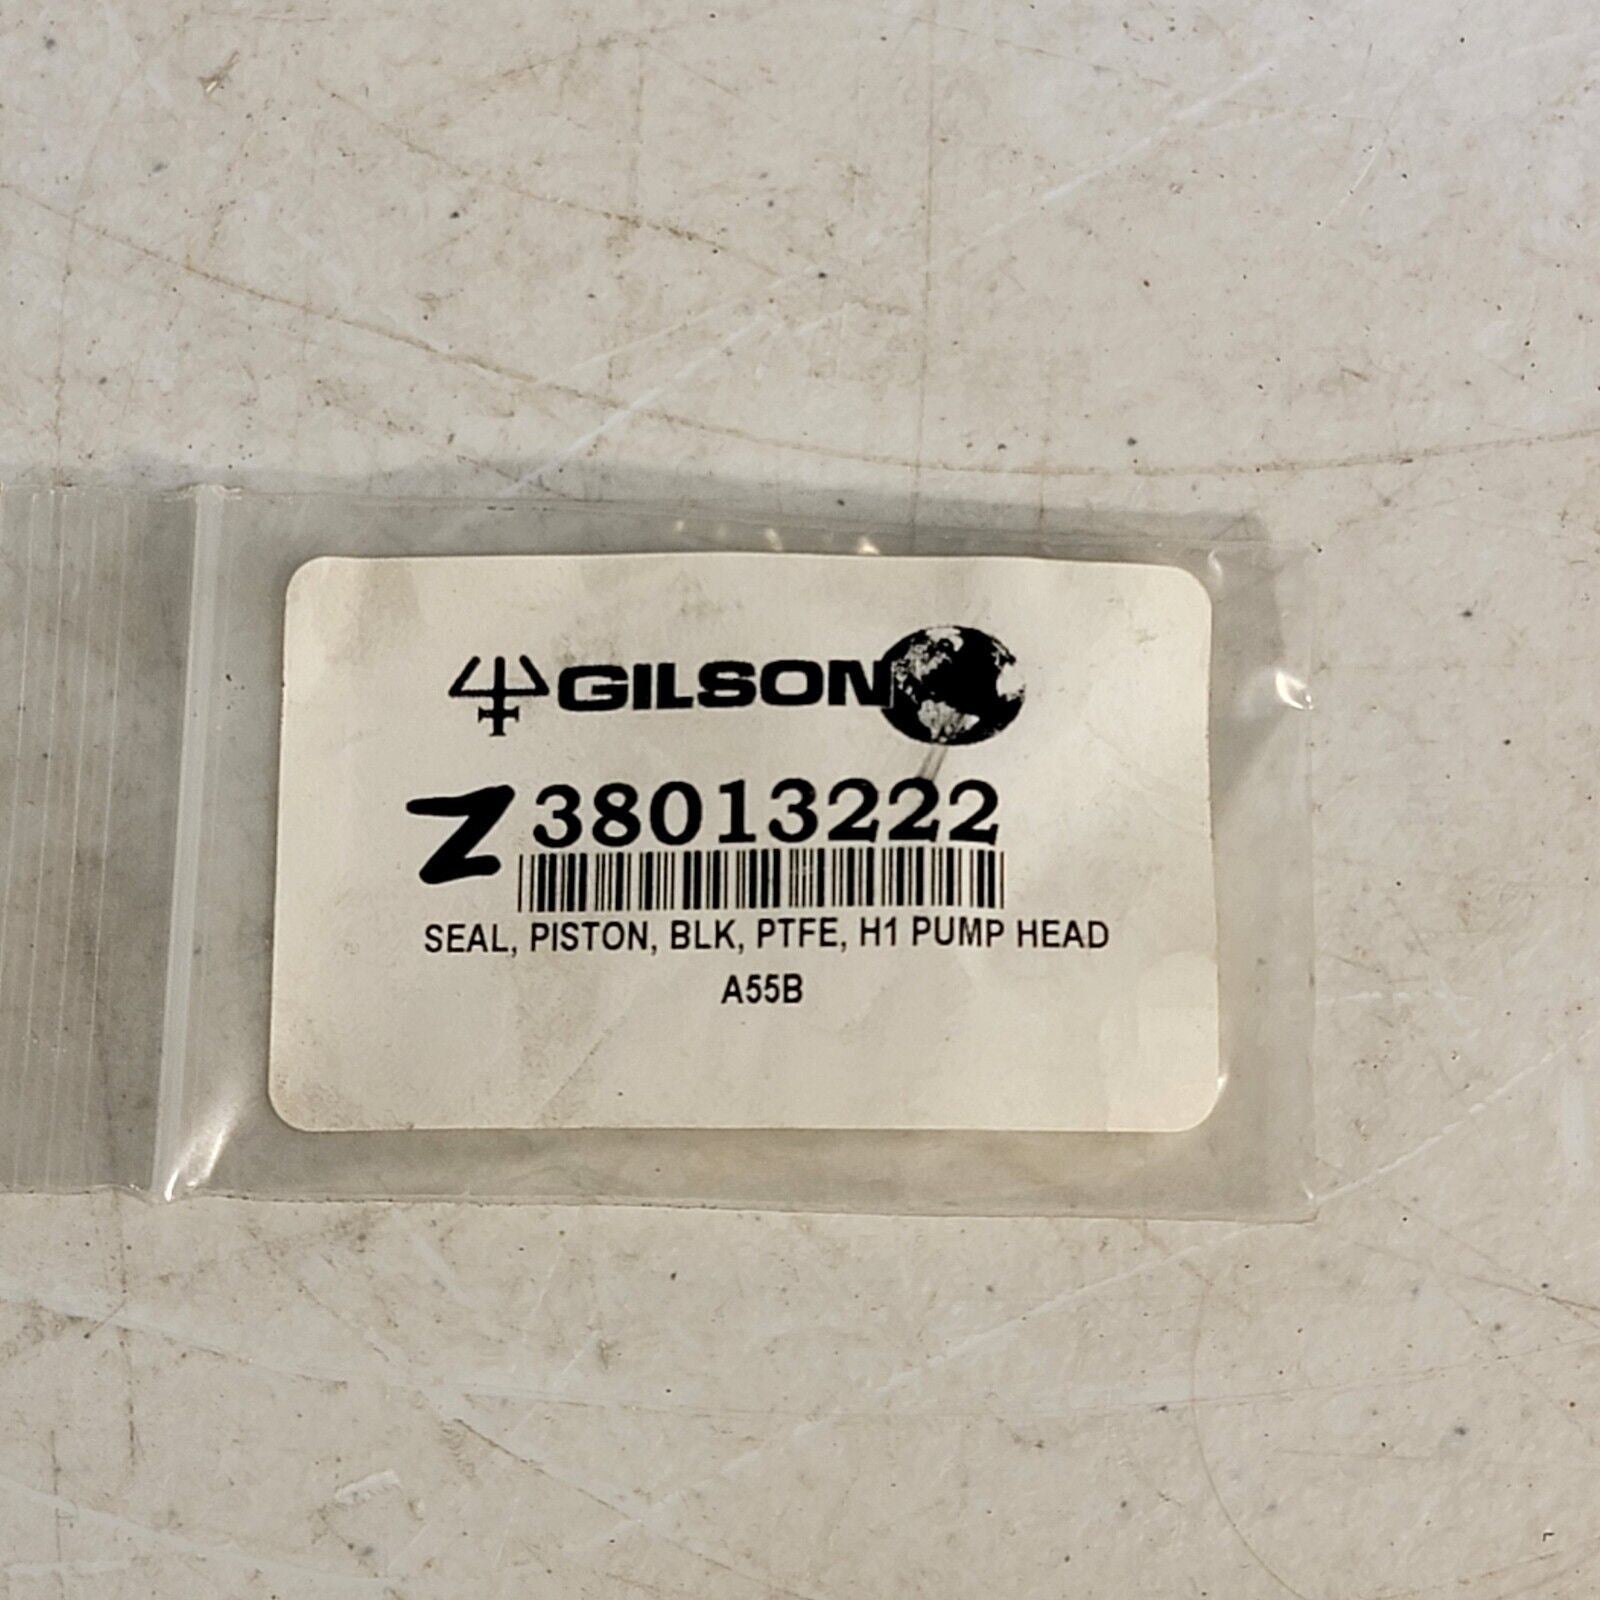 GILSON
Z 38013222
SEAL, PISTON, BLK, PTFE, H1 PUMP HEAD
A55B